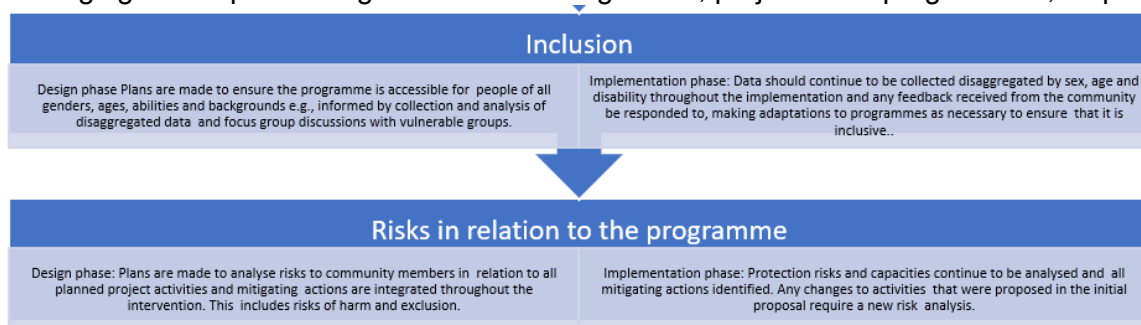 Inclusion
Design phase Plans are made to ensure the programme is accessible for people of all
genders, ages, abilities and backgrounds e.g., informed by collection and analysis of
disaggregated data and focus group discussions with vulnerable groups.
Implementation phase: Data should continue to be collected disaggregated by sex, age and
disability throughout the implementation and any feedback received from the community
be responded to, making adaptations to programmes as necessary to ensure that it is
inclusive..
Risks in relation to the programme
Design phase: Plans are made to analyse risks to community members in relation to all
planned project activities and mitigating actions are integrated throughout the
intervention. This includes risks of harm and exclusion.
Implementation phase: Protection risks and capacities continue to be analysed and all
mitigating actions identified. Any changes to activities that were proposed in the initial
proposal require a new risk analysis.